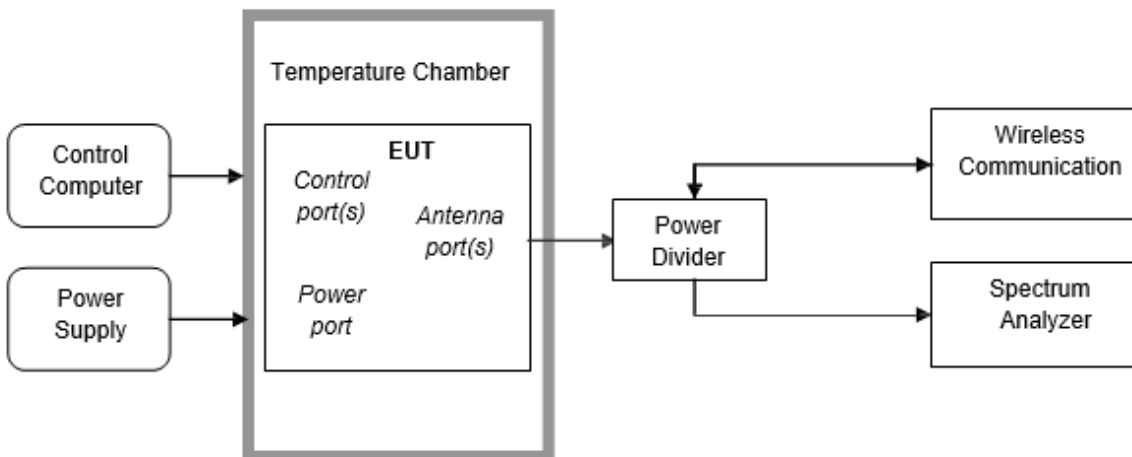 Temperature Chamber
Control
Computer
EUT
Control
port(s)
Antenna
port(s)
Power
port
Power
Supply
Power
Divider
Wireless
Communication
Spectrum
Analyzer